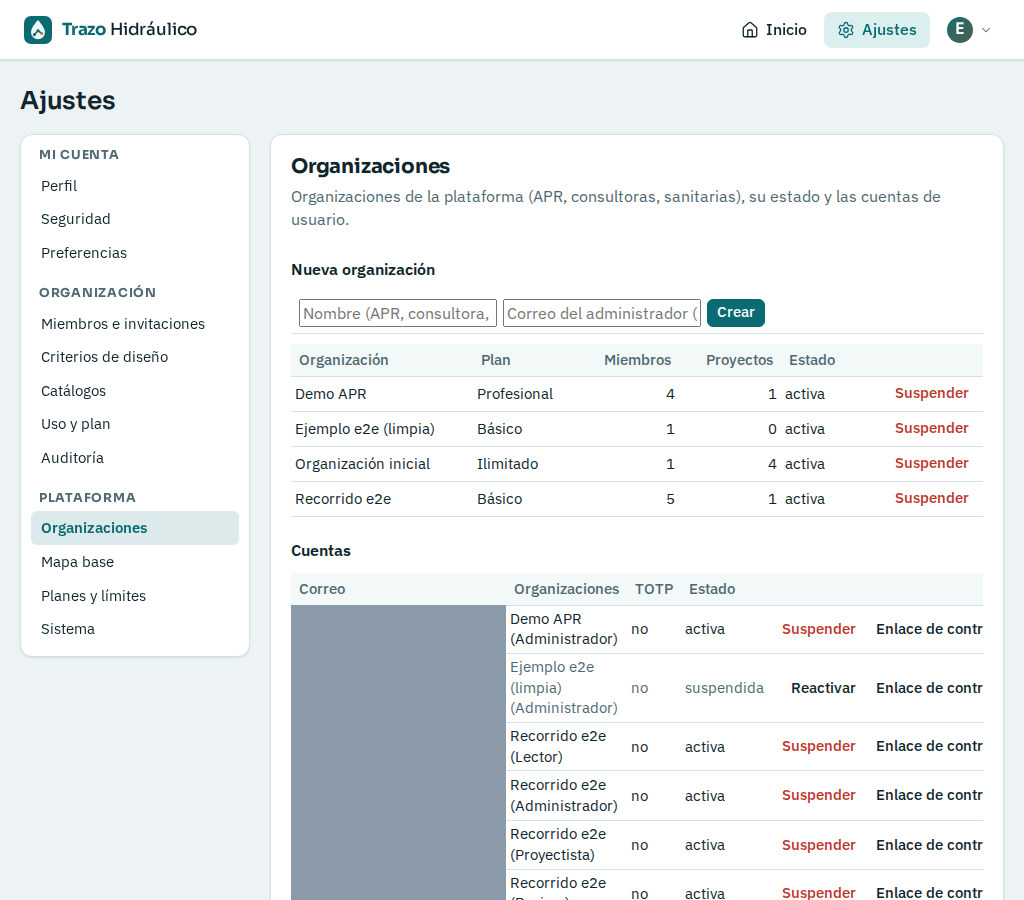 Trazo Hidráulico
Inicio
Ajustes
E
Ajustes
MI CUENTA
Perfil
Seguridad
Preferencias
ORGANIZACIÓN
Miembros e invitaciones
Criterios de diseño
Catálogos
Uso y plan
Auditoría
PLATAFORMA
Organizaciones
Mapa base
Planes y límites
Sistema
Organizaciones
Organizaciones de la plataforma (APR, consultoras, sanitarias), su estado y las cuentas de
usuario.
Nueva organización
Nombre (APR, consultora, Correo del administrador ( Crear
Organización Plan Miembros Proyectos Estado
Demo APR Profesional 4 1 activa Suspender
Ejemplo e2e (limpia) Básico 1 0 activa Suspender
Organización inicial Ilimitado 1 4 activa Suspender
Recorrido e2e Básico 5 1 activa Suspender
Cuentas
Correo Organizaciones TOTP Estado
Demo APR
(Administrador) no activa Suspender Enlace de contr
Ejemplo e2e
(limpia) no suspendida Reactivar Enlace de contr
(Administrador)
Recorrido e2e
(Lector) no activa Suspender Enlace de contr
Recorrido e2e
(Administrador) no activa Suspender Enlace de contr
Recorrido e2e
(Proyectista) no activa Suspender Enlace de contr
Recorrido e2e
no activa Suspender Enlace de contr